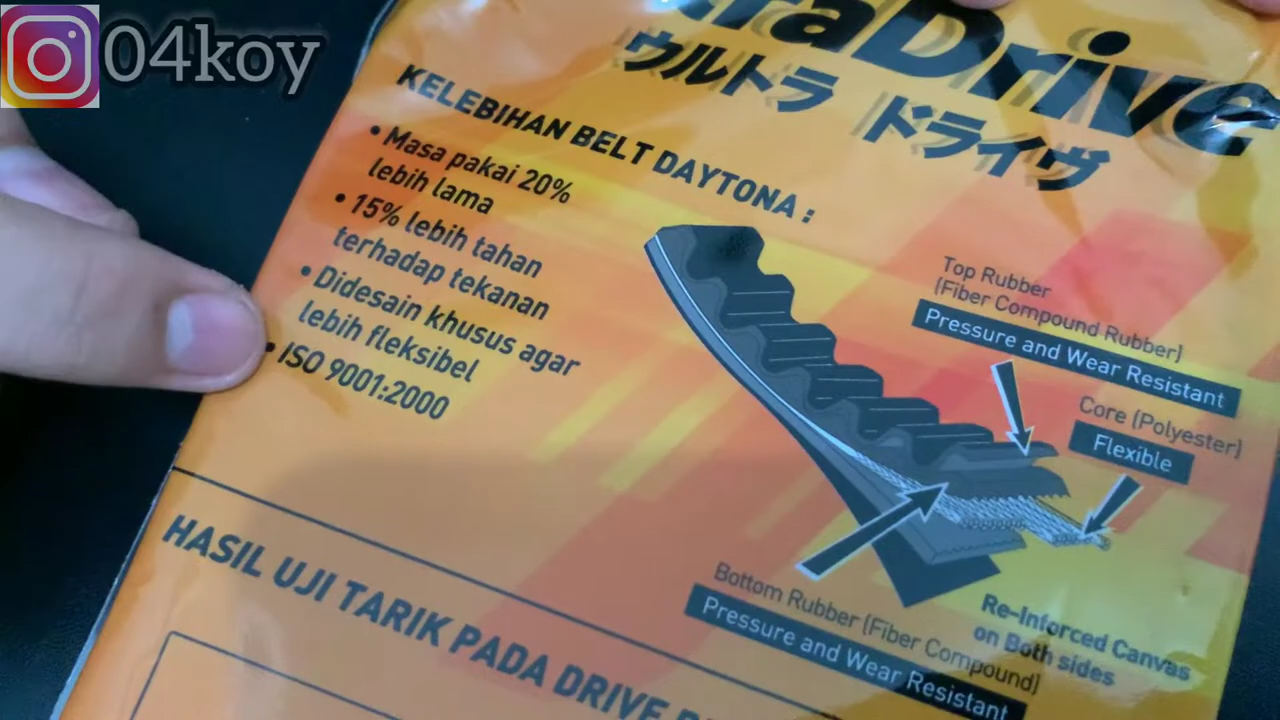 04koy
Drive
ウルトラ ドライヴ
KELEBIHAN BELT DAYTONA :
• Masa pakai 20%
lebih lama
• 15% lebih tahan
terhadap tekanan
• Didesain khusus agar
lebih fleksibel
• ISO 9001:2000
Top Rubber
(Fiber Compound Rubber)
Pressure and Wear Resistant
Core (Polyester)
Flexible
Bottom Rubber (Fiber Compound)
Pressure and Wear Resistant
Re-Inforced Canvas
on Both sides
HASIL UJI TARIK PADA DRIVE